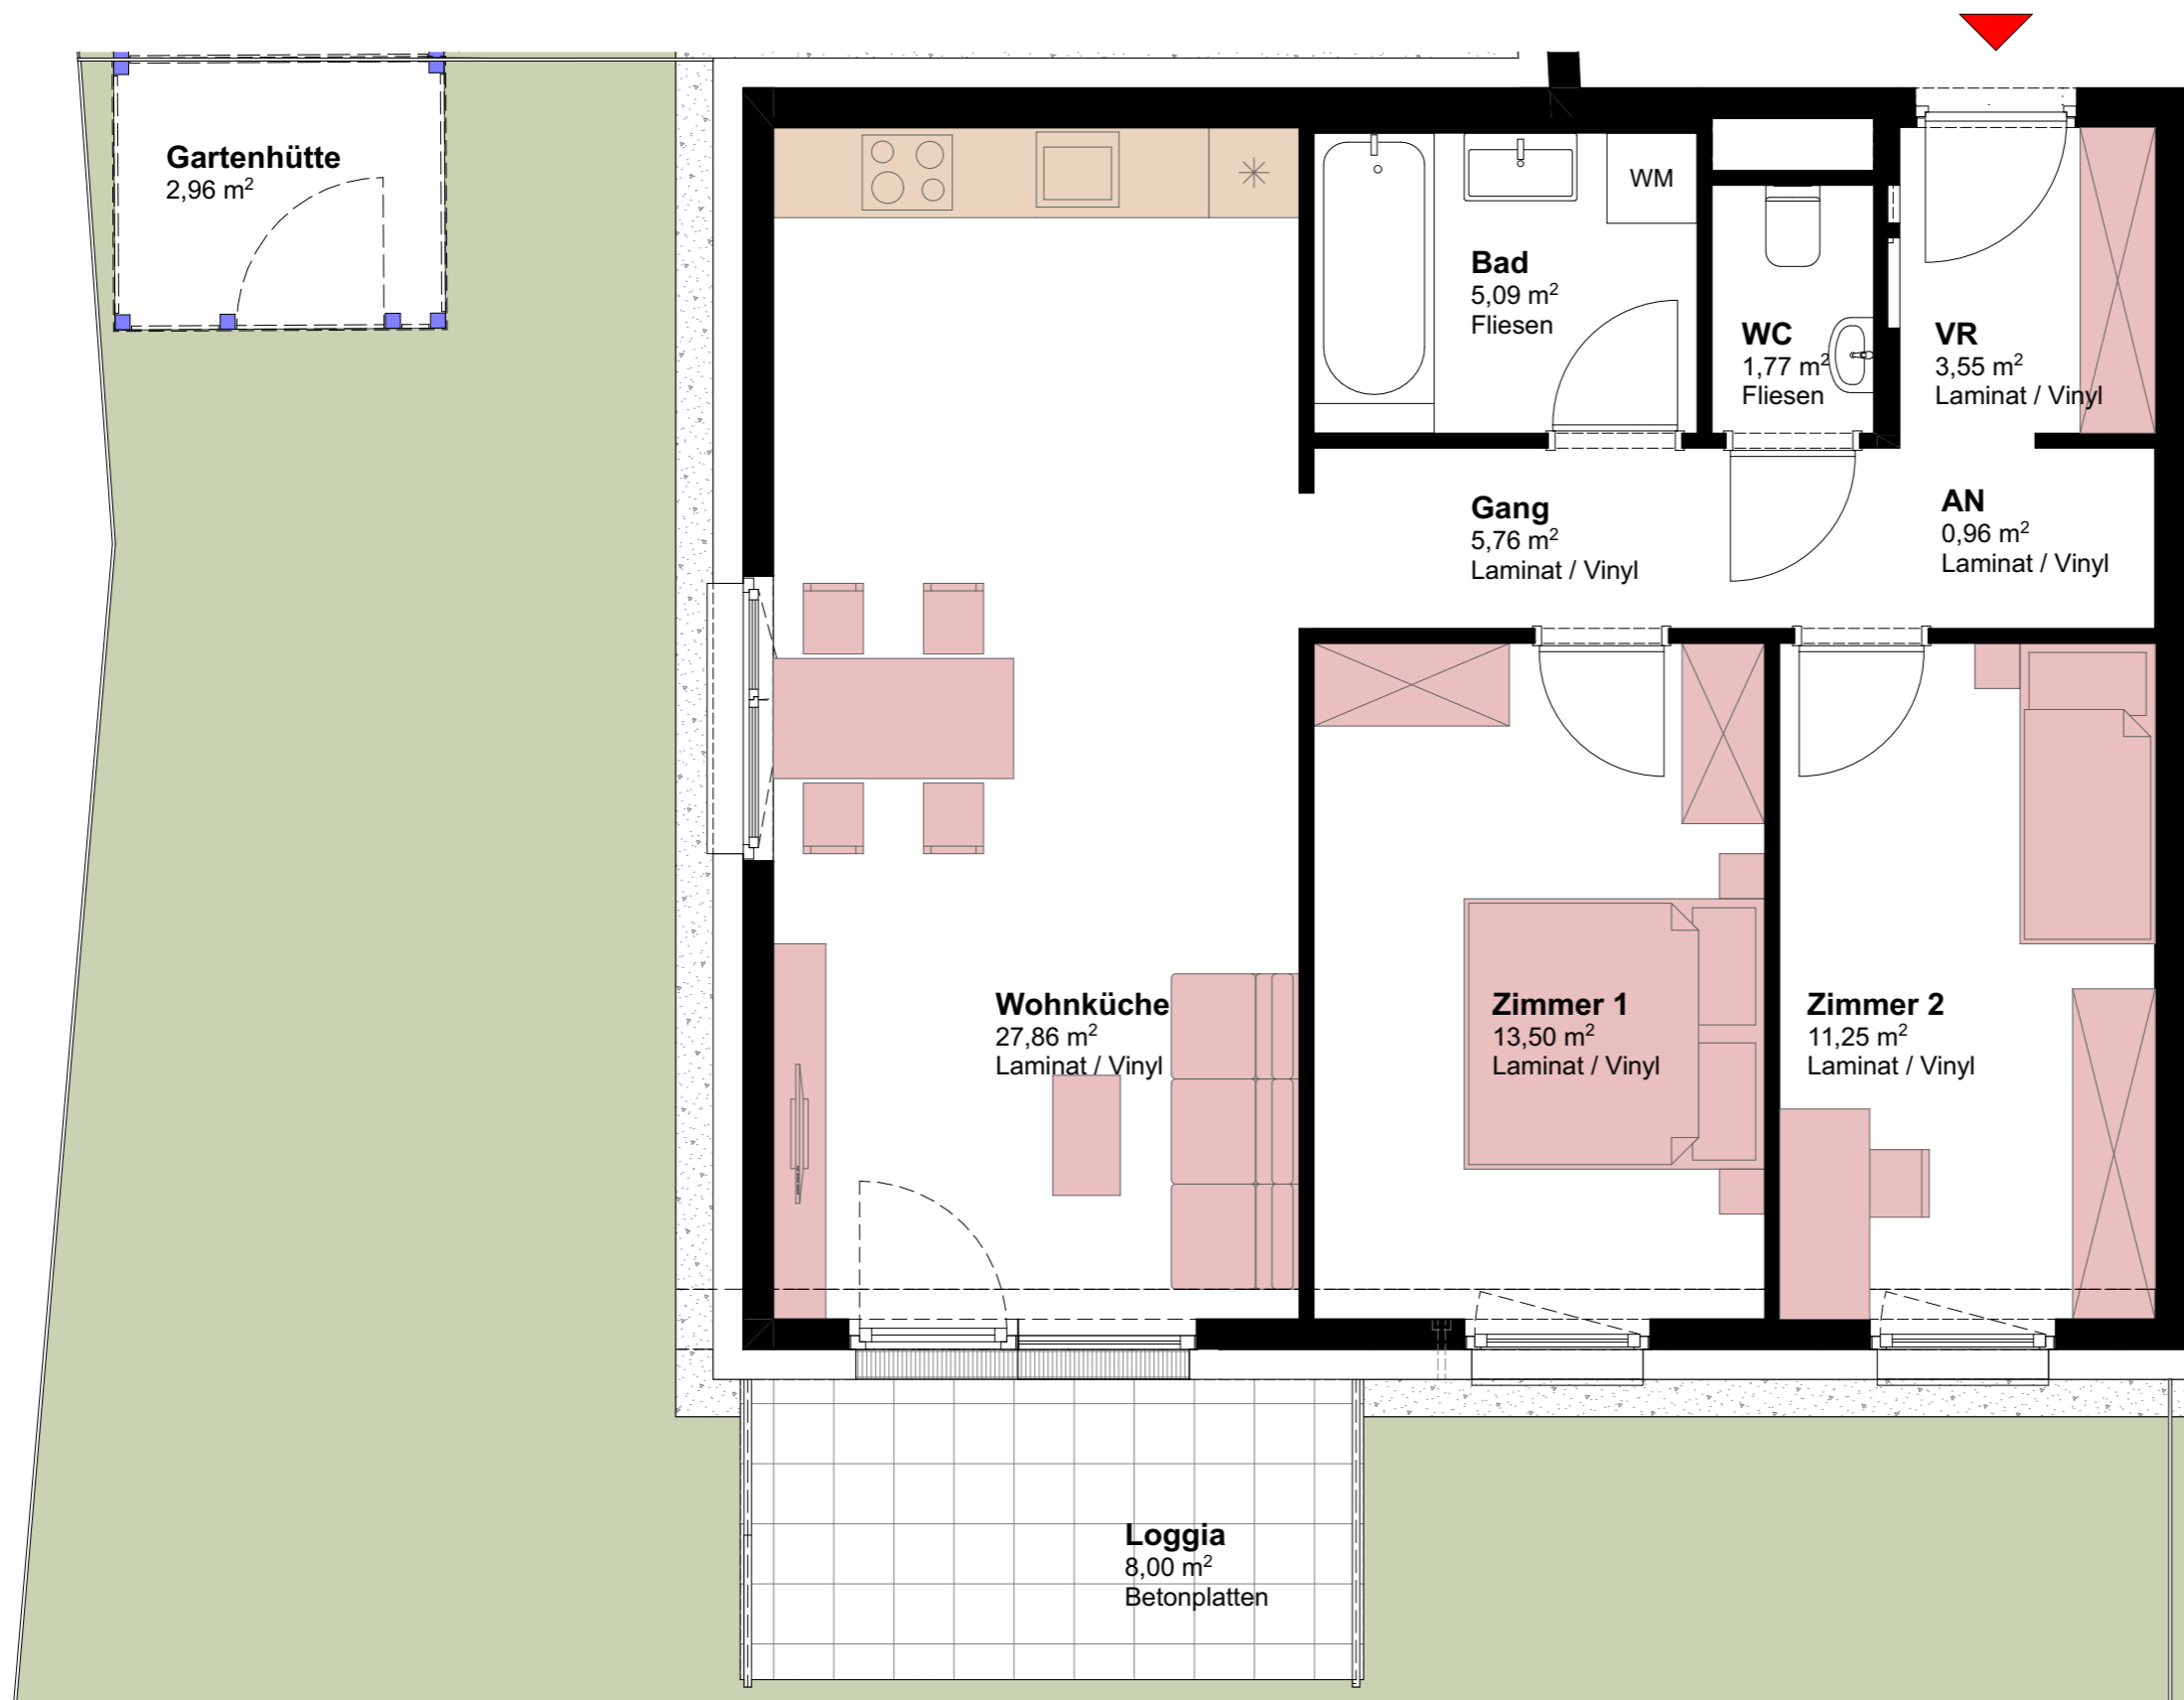 Gartenhütte
2,96 m²
WM
Bad
5,09 m²
Fliesen
WC
1,77 m²
Fliesen
VR
3,55 m²
Laminat / Vinyl
Gang
5,76 m²
Laminat / Vinyl
AN
0,96 m²
Laminat / Vinyl
Wohnküche
27,86 m²
Laminat / Vinyl
Zimmer 1
13,50 m²
Laminat / Vinyl
Zimmer 2
11,25 m²
Laminat / Vinyl
Loggia
8,00 m²
Betonplatten